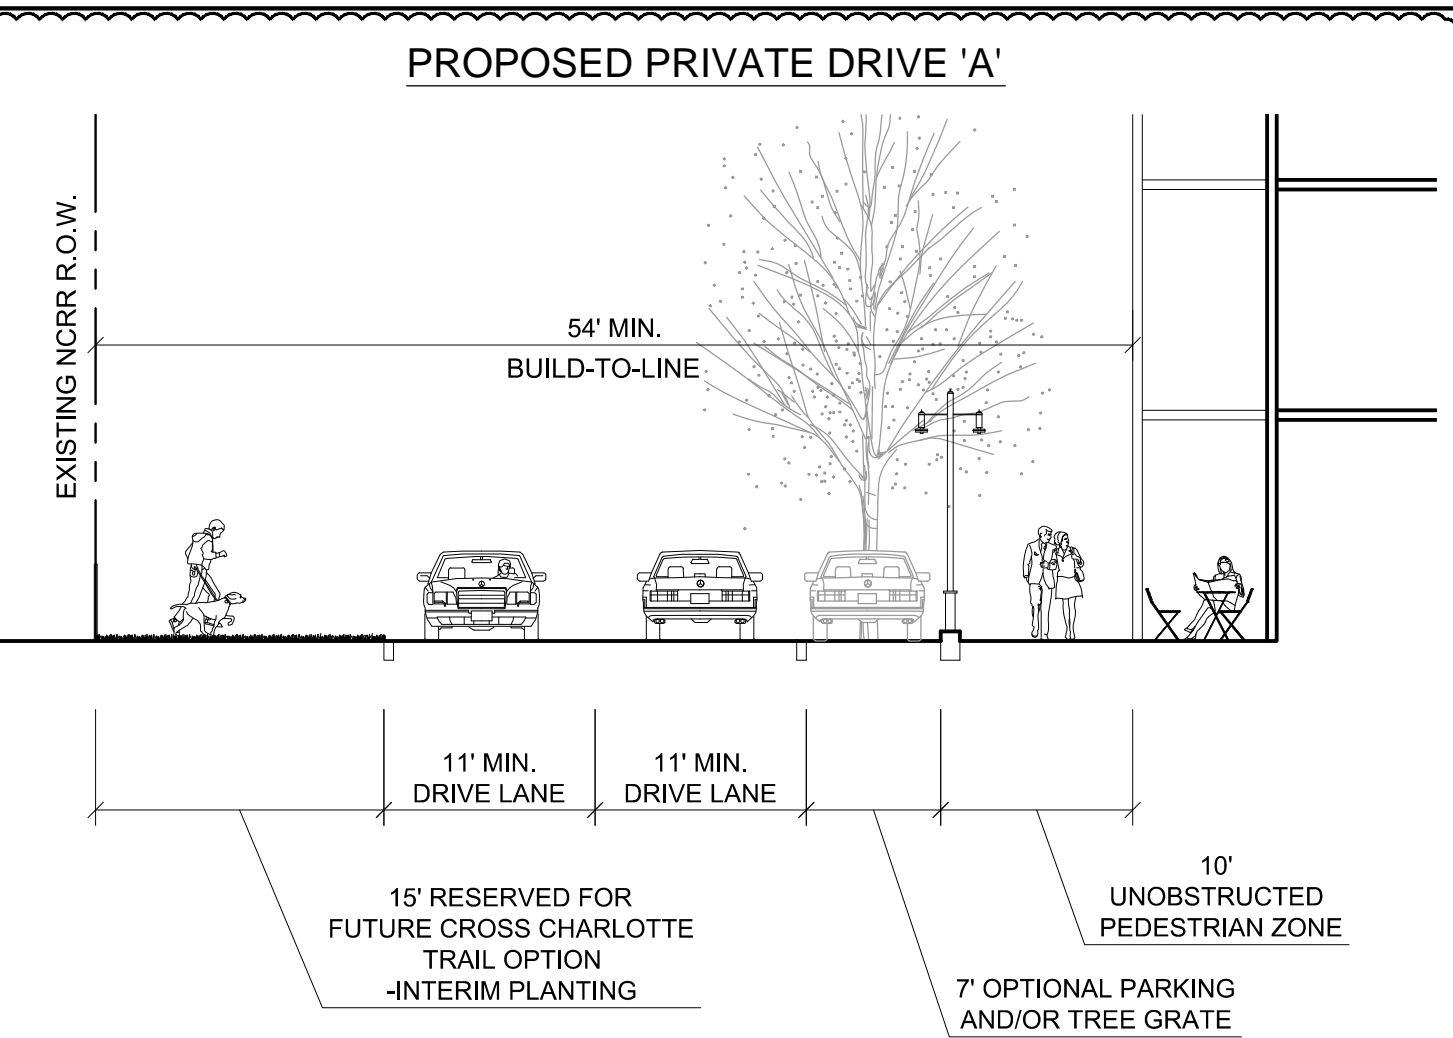 PROPOSED PRIVATE DRIVE 'A'
EXISTING NCRR R.O.W.
54' MIN.
BUILD-TO-LINE
11' MIN.
DRIVE LANE
11' MIN.
DRIVE LANE
15' RESERVED FOR
FUTURE CROSS CHARLOTTE
TRAIL OPTION
-INTERIM PLANTING
7' OPTIONAL PARKING
AND/OR TREE GRATE
10'
UNOBSTRUCTED
PEDESTRIAN ZONE